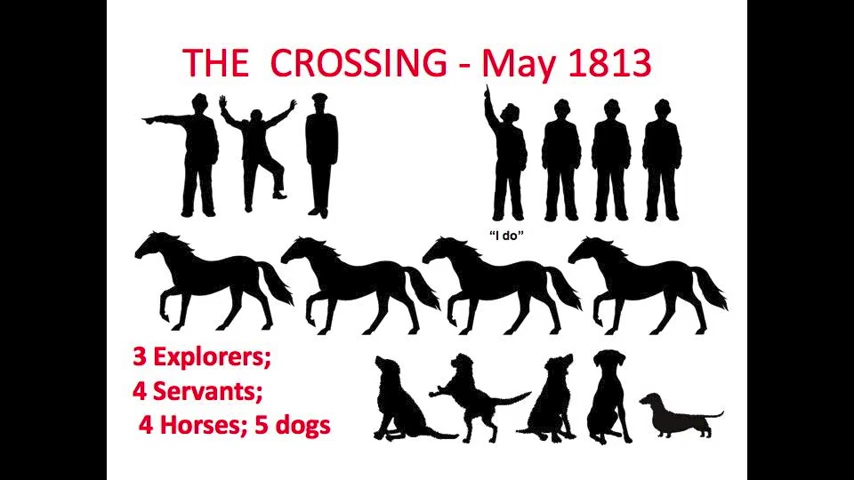 THE CROSSING - May 1813
"I do"
3 Explorers;
4 Servants;
4 Horses; 5 dogs